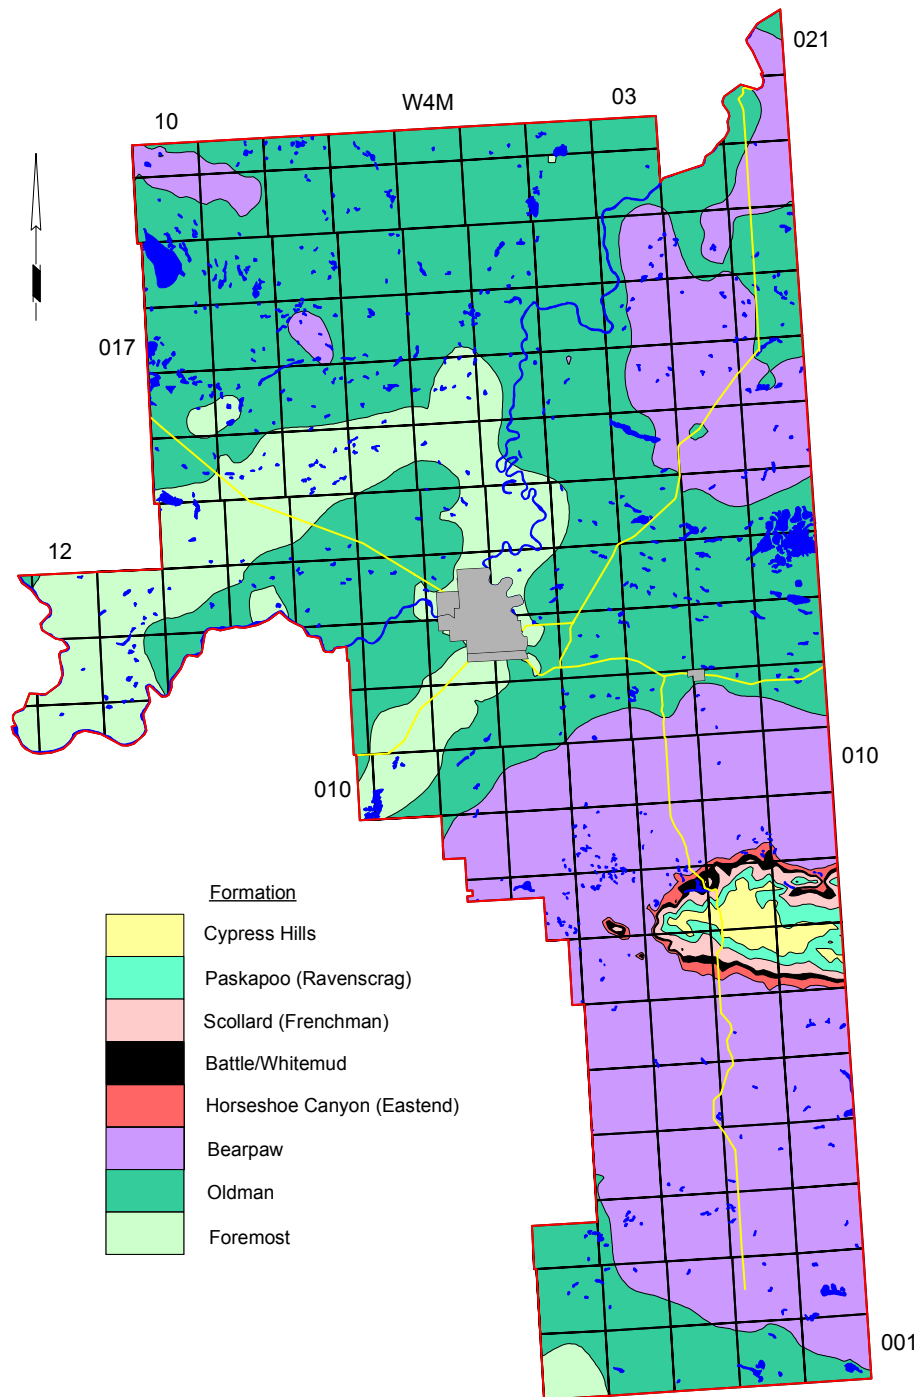 021
W4M
03
10
017
12
010
010
Formation
Cypress Hills
Paskapoo (Ravenscrag)
Scollard (Frenchman)
Battle/Whitemud
Horseshoe Canyon (Eastend)
Bearpaw
Oldman
Foremost
001